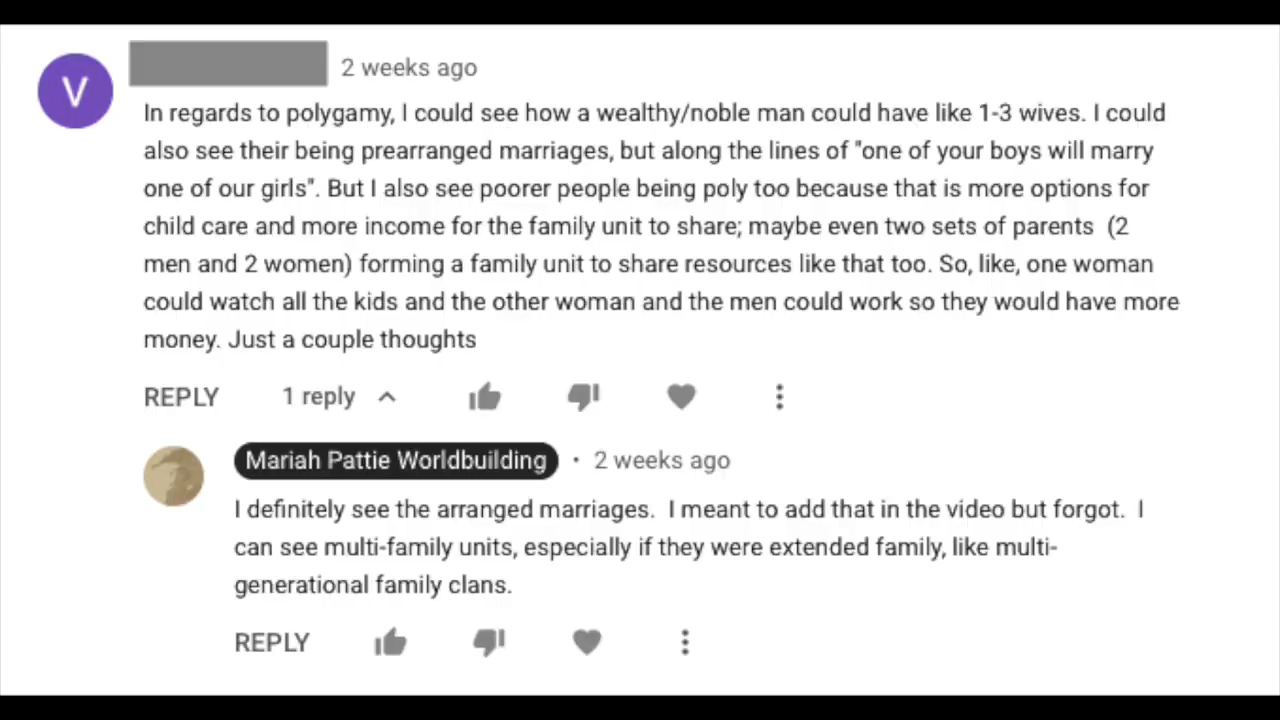 V
2 weeks ago
In regards to polygamy, I could see how a wealthy/noble man could have like 1-3 wives. I could
also see their being prearranged marriages, but along the lines of "one of your boys will marry
one of our girls". But I also see poorer people being poly too because that is more options for
child care and more income for the family unit to share; maybe even two sets of parents  (2
men and 2 women) forming a family unit to share resources like that too. So, like, one woman
could watch all the kids and the other woman and the men could work so they would have more
money. Just a couple thoughts
REPLY 1 reply
Mariah Pattie Worldbuilding • 2 weeks ago
I definitely see the arranged marriages.  I meant to add that in the video but forgot.  I
can see multi-family units, especially if they were extended family, like multi-
generational family clans.
REPLY